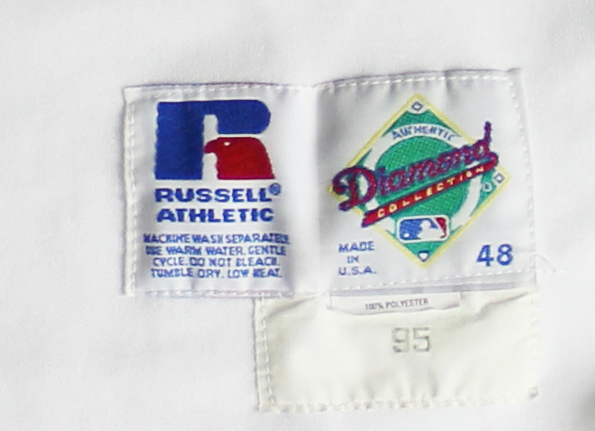 RUSSELL®
ATHLETIC
MACHINE WASH SEPARATELY
USE WARM WATER. GENTLE
CYCLE. DO NOT BLEACH.
TUMBLE DRY. LOW HEAT.
AUTHENTIC
Diamond
COLLECTION
MADE
IN
U.S.A.
48
100% POLYESTER
95